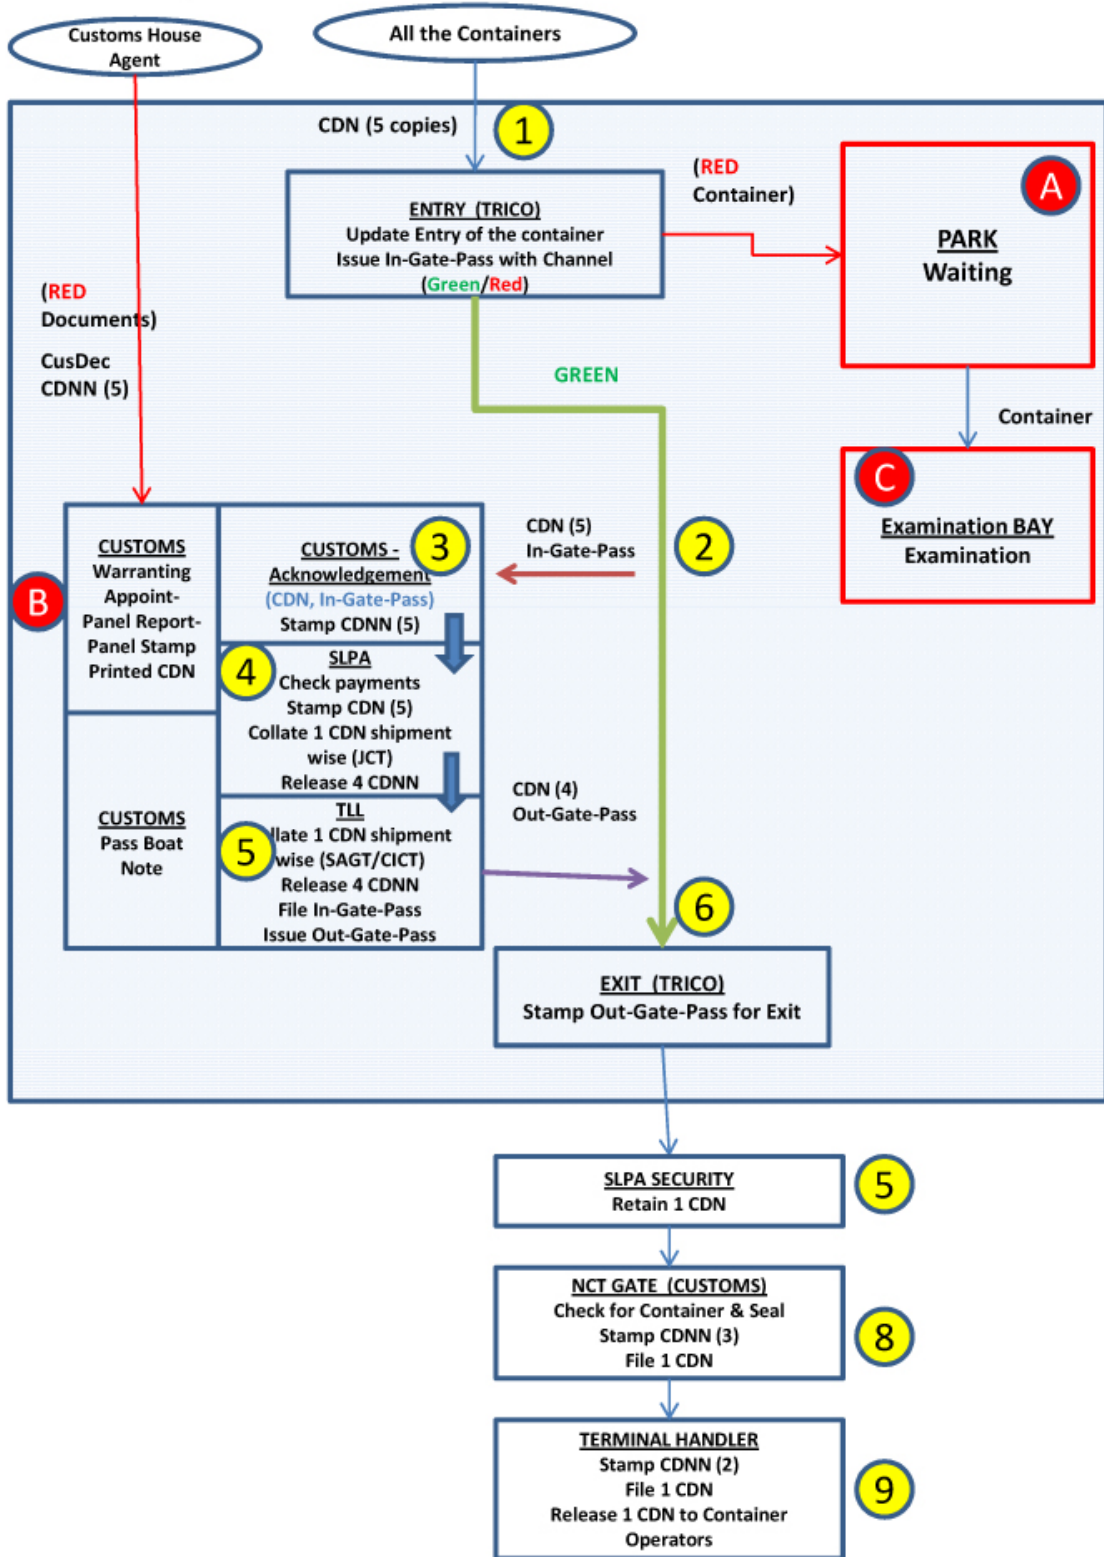 Customs House
Agent
All the Containers
CDN (5 copies)
1
ENTRY (TRICO)
Update Entry of the container
Issue In-Gate-Pass with Channel
(Green/Red)
(RED
Container)
A
PARK
Waiting
(RED
Documents)
CusDec
CDNN (5)
GREEN
Container
C
Examination BAY
Examination
B
CUSTOMS
Warranting
Appoint-
Panel Report-
Panel Stamp
Printed CDN
CUSTOMS -
Acknowledgement
(CDN, In-Gate-Pass)
Stamp CDNN (5)
3
CDN (5)
In-Gate-Pass
2
4
SLPA
Check payments
Stamp CDN (5)
Collate 1 CDN shipment
wise (JCT)
Release 4 CDNN
CUSTOMS
Pass Boat
Note
5
TLL
llate 1 CDN shipment
wise (SAGT/CICT)
Release 4 CDNN
File In-Gate-Pass
Issue Out-Gate-Pass
CDN (4)
Out-Gate-Pass
6
EXIT (TRICO)
Stamp Out-Gate-Pass for Exit
SLPA SECURITY
Retain 1 CDN
5
NCT GATE (CUSTOMS)
Check for Container & Seal
Stamp CDNN (3)
File 1 CDN
8
TERMINAL HANDLER
Stamp CDNN (2)
File 1 CDN
Release 1 CDN to Container
Operators
9